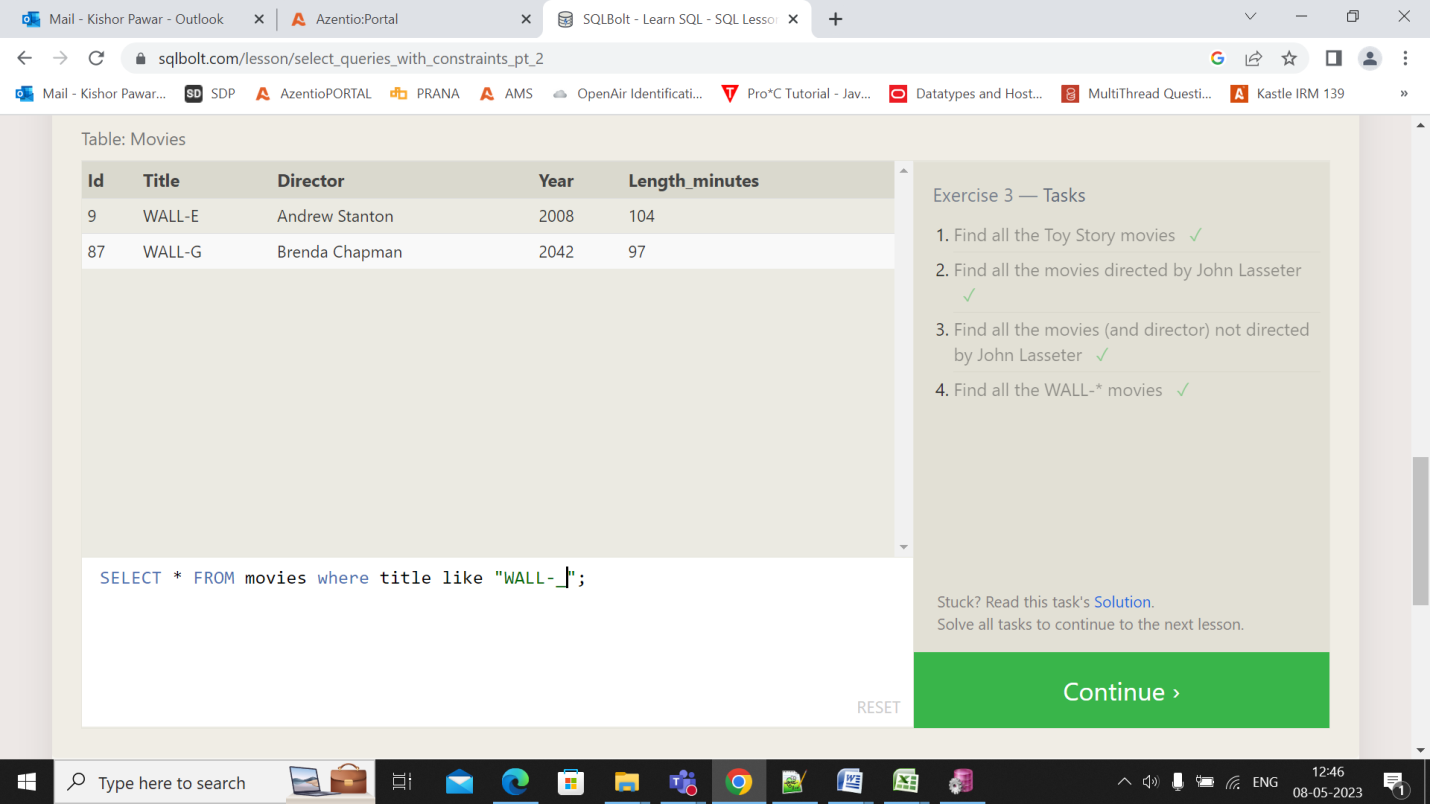 Mail - Kishor Pawar - Outlook
Azentio:Portal
SQLBolt - Learn SQL - SQL Lesson
sqlbolt.com/lesson/select_queries_with_constraints_pt_2
Mail - Kishor Pawar... SD SDP AzentioPORTAL PRANA AMS OpenAir Identificati... Pro*C Tutorial - Jav... Datatypes and Host... MultiThread Questi... Kastle IRM 139 »
Table: Movies
Id Title Director Year Length_minutes
9 WALL-E Andrew Stanton 2008 104
87 WALL-G Brenda Chapman 2042 97
Exercise 3 — Tasks
1. Find all the Toy Story movies ✓
2. Find all the movies directed by John Lasseter
✓
3. Find all the movies (and director) not directed
by John Lasseter ✓
4. Find all the WALL-* movies ✓
SELECT * FROM movies where title like "WALL-_";
RESET
Stuck? Read this task's Solution.
Solve all tasks to continue to the next lesson.
Continue ›
Type here to search
ENG
12:46
08-05-2023
1